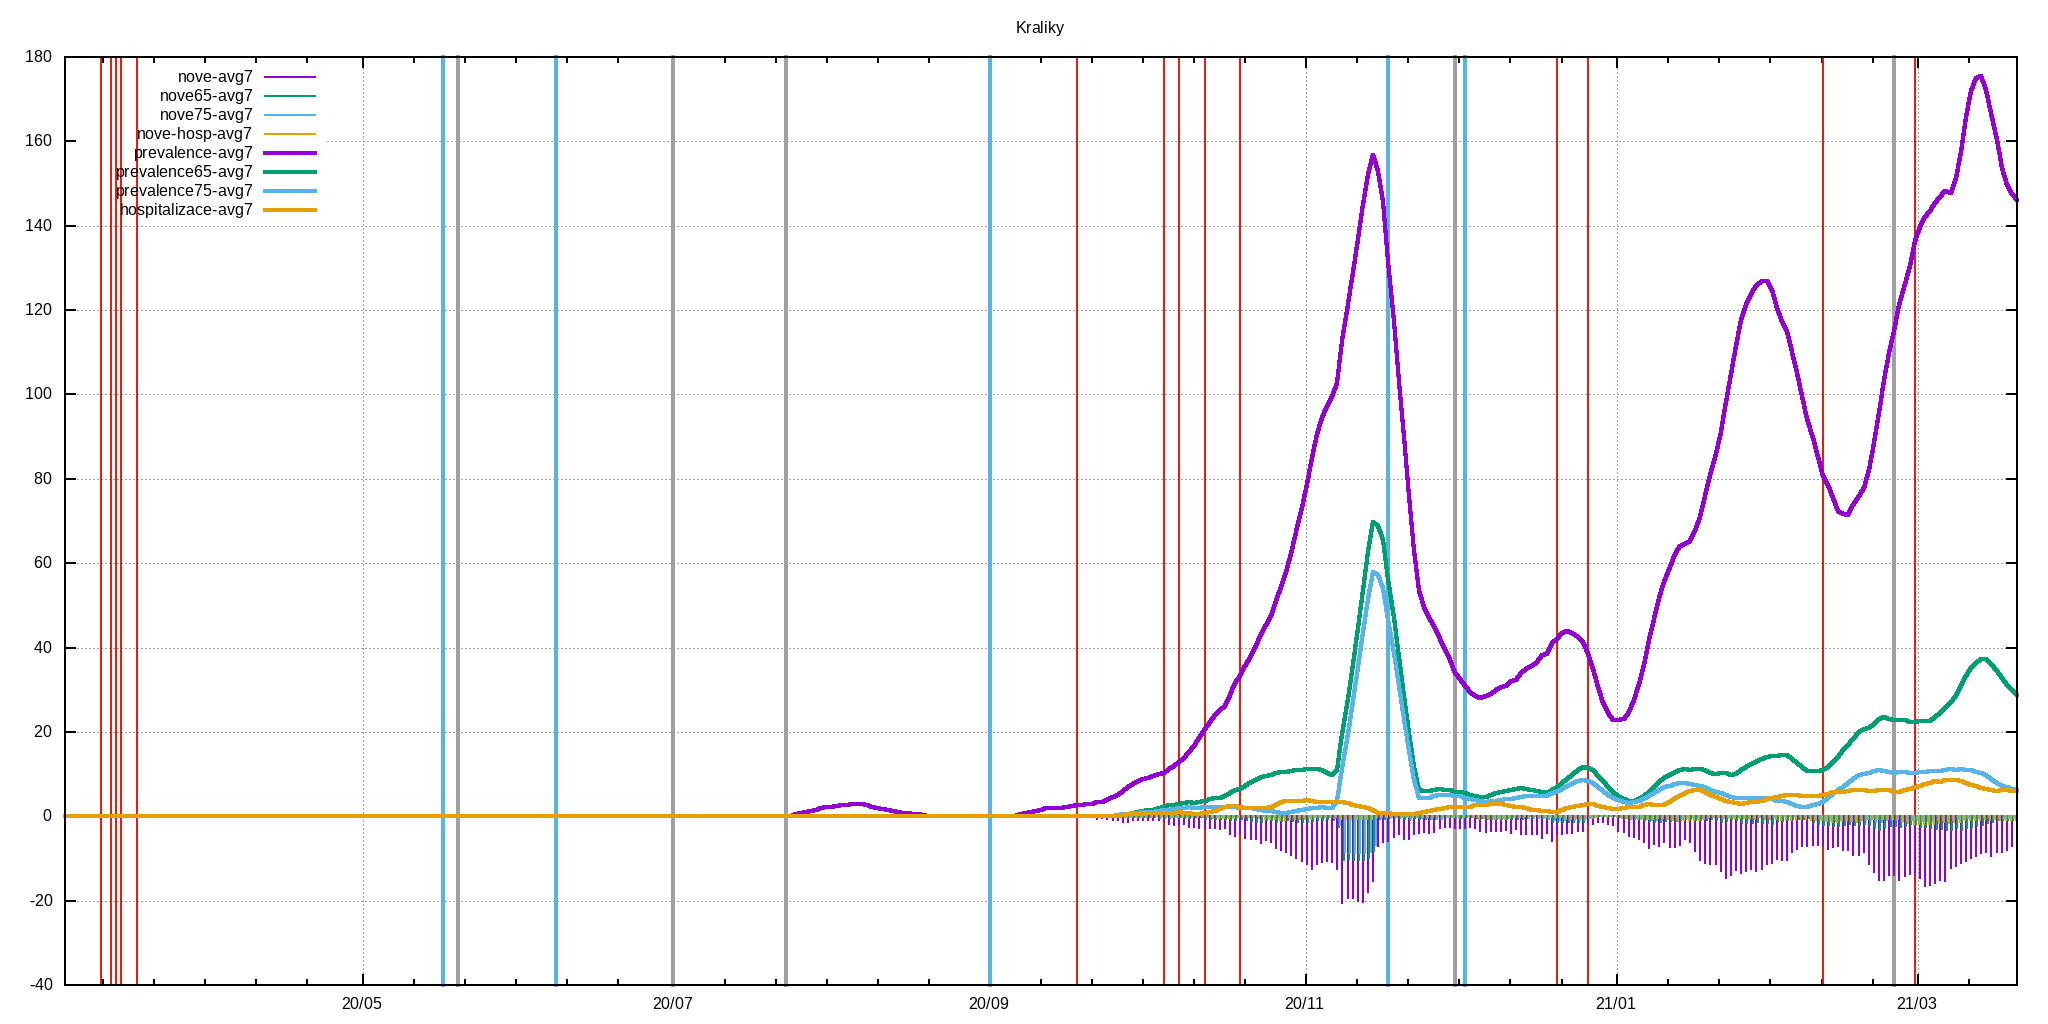 Kraliky
180
160
140
120
100
80
60
40
20
0
-20
-40
nove-avg7
nove65-avg7
nove75-avg7
nove-hosp-avg7
prevalence-avg7
prevalence65-avg7
prevalence75-avg7
hospitalizace-avg7
20/05 20/07 20/09 20/11 21/01 21/03